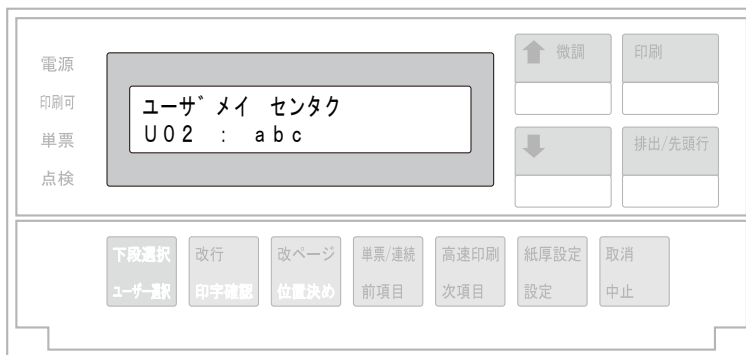 電源
印刷可
単票
点検
ユーザ゛メイ センタク
U02 : abc
微調
印刷
排出/先頭行
下段選択
ユーザー選択
改行
印字確認
改ページ
位置決め
単票/連続
前項目
高速印刷
次項目
紙厚設定
設定
取消
中止